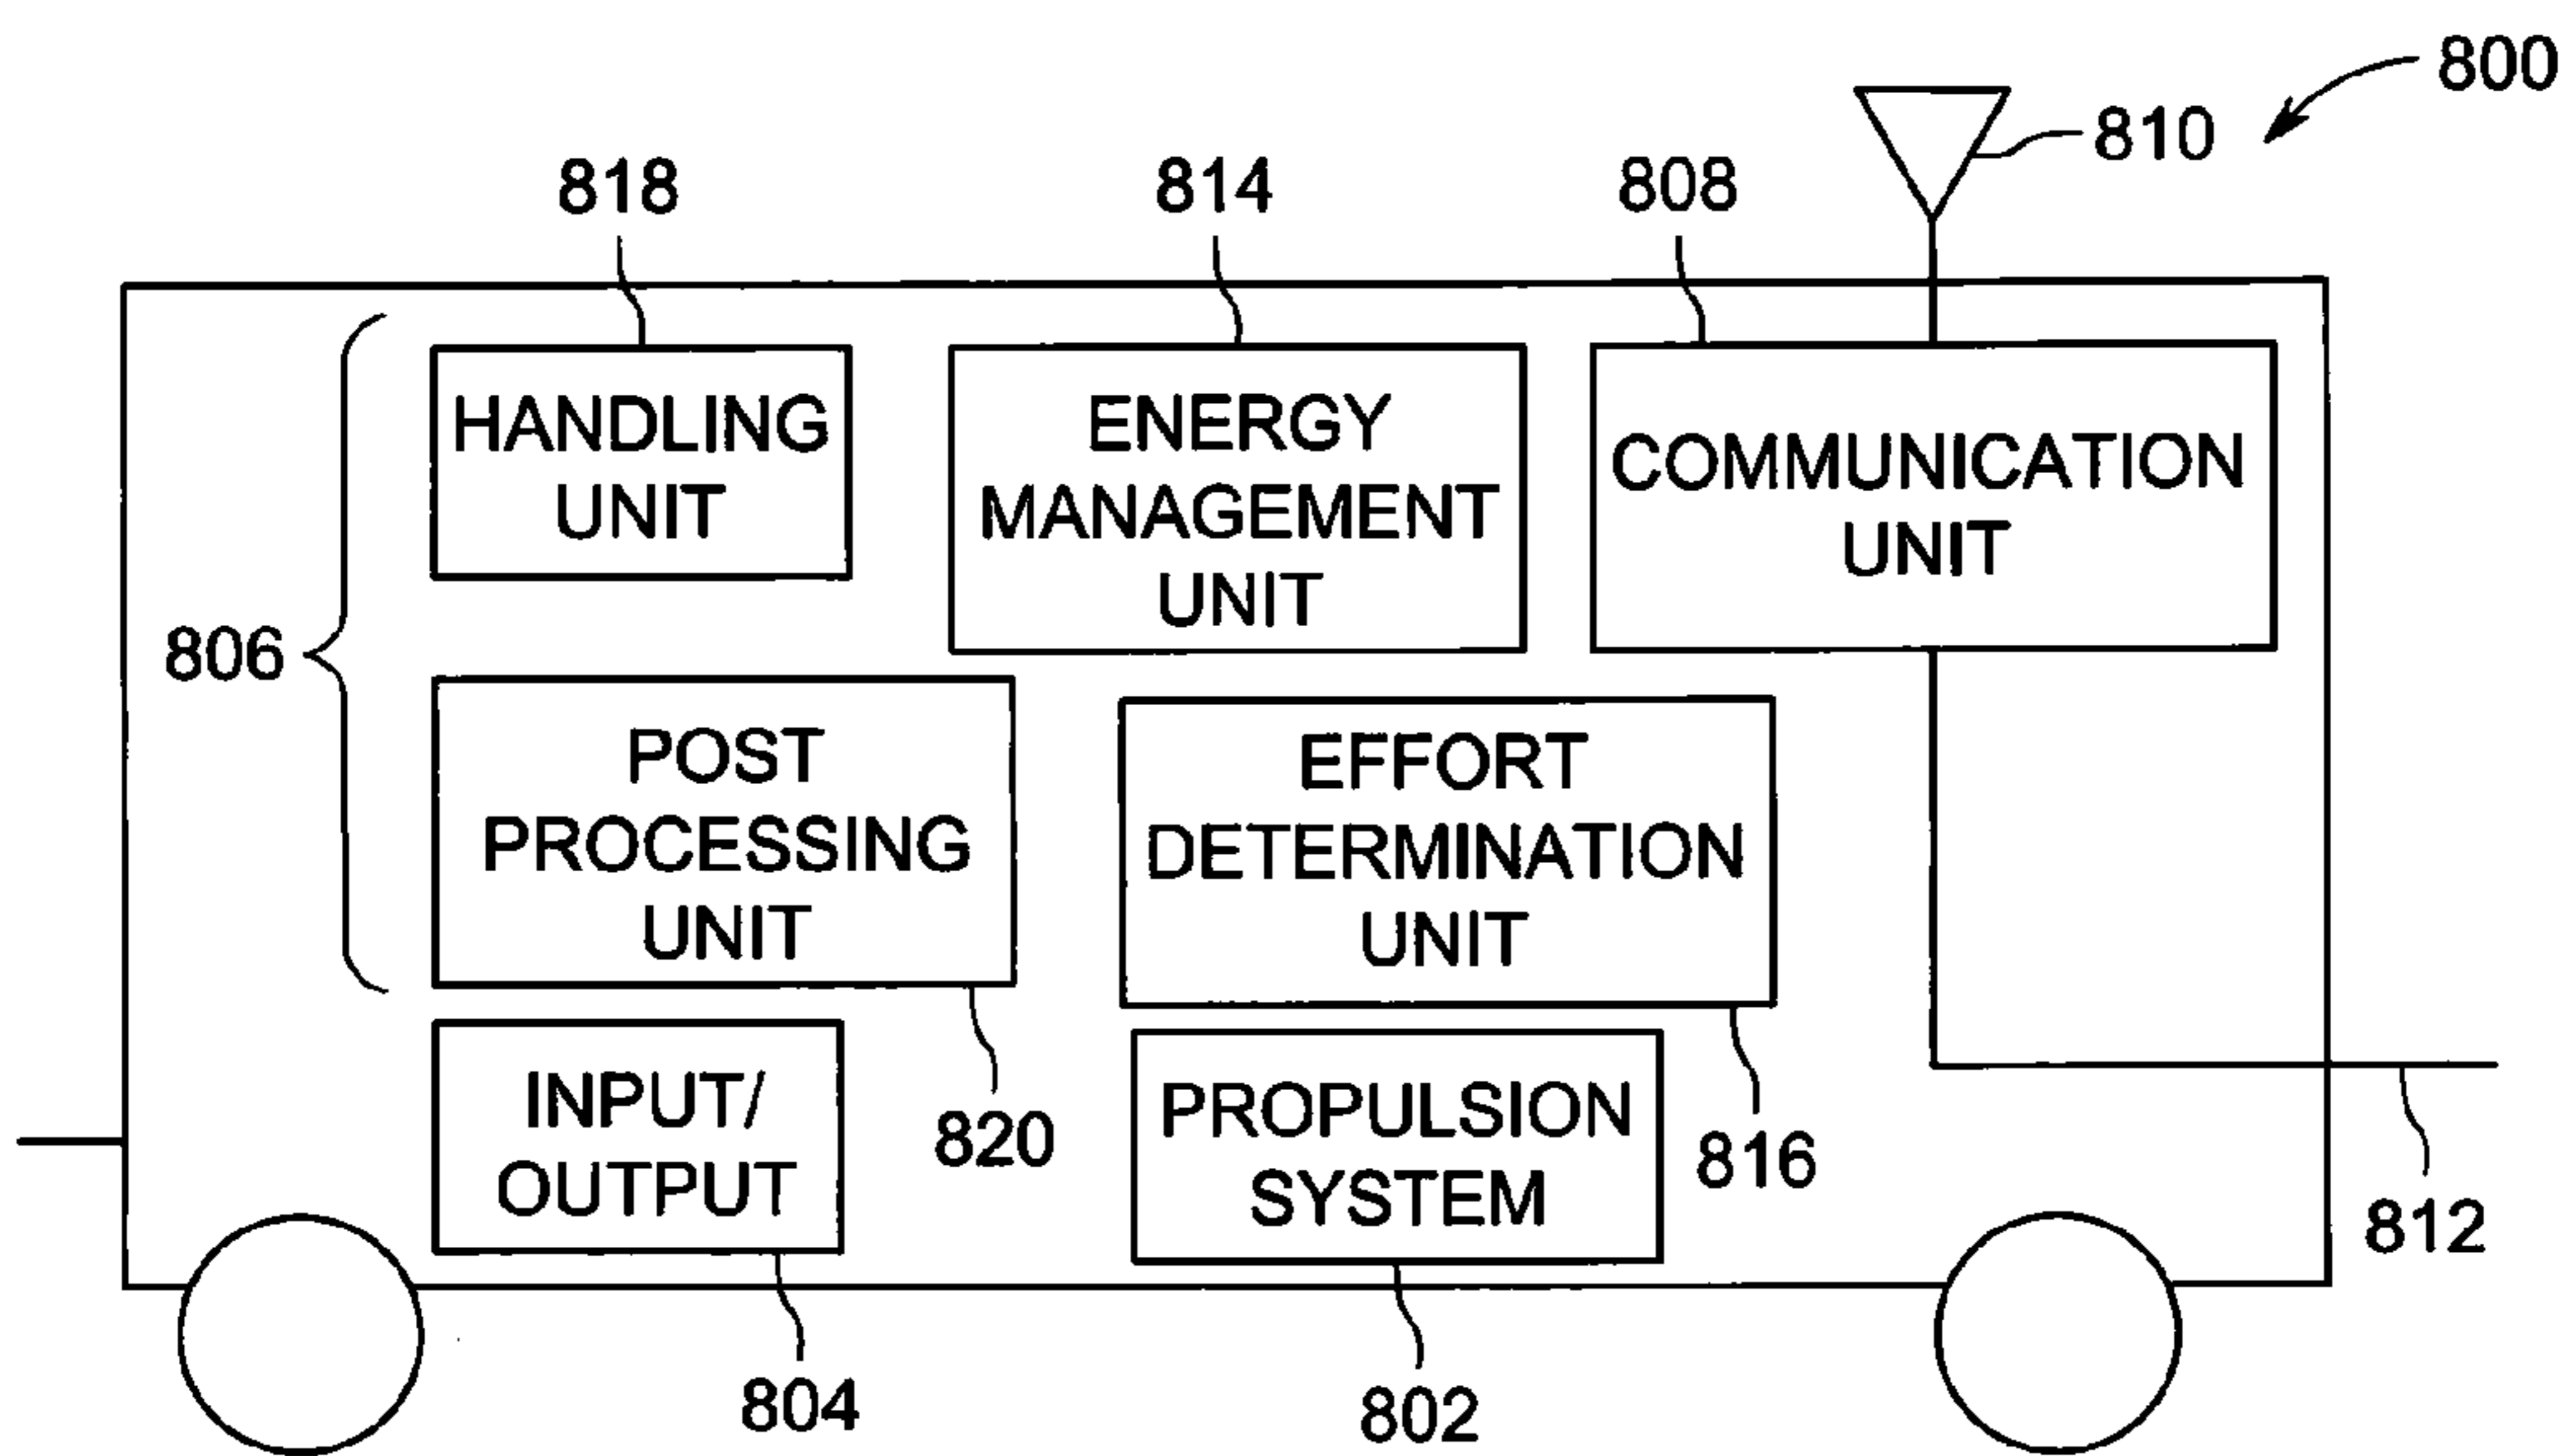 800
810
818
814
808
HANDLING
UNIT
ENERGY
MANAGEMENT
UNIT
COMMUNICATION
UNIT
806
POST
PROCESSING
UNIT
EFFORT
DETERMINATION
UNIT
INPUT/
OUTPUT
820
PROPULSION
SYSTEM
816
812
804
802